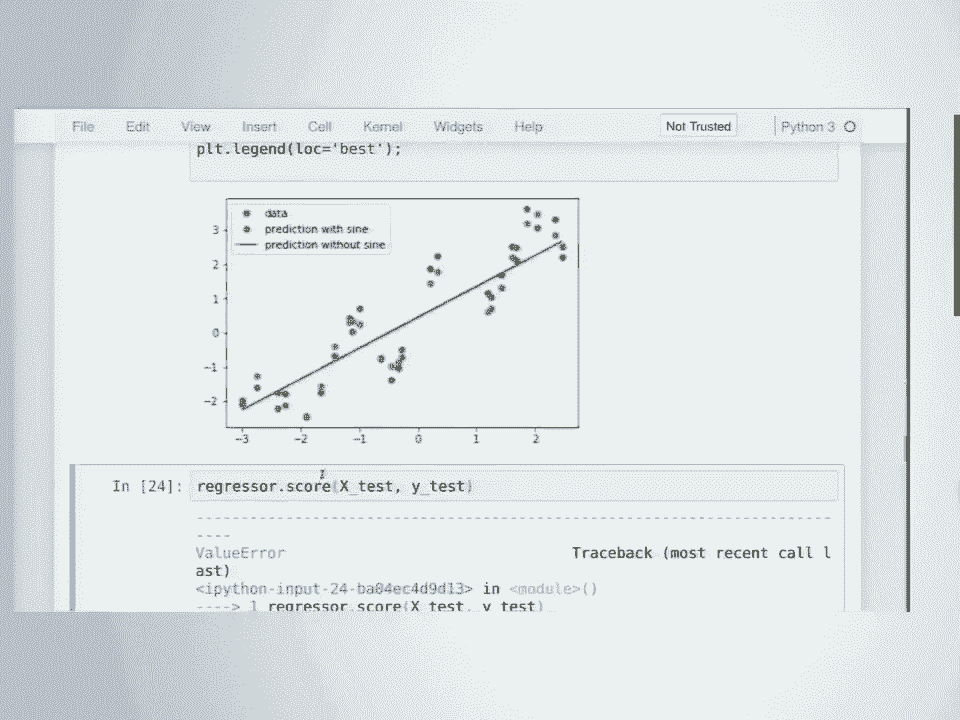 File Edit View Insert Cell Kernel Widgets Help Not Trusted Python 3
plt.legend(loc='best');
data
prediction with sine
prediction without sine
3
2
1
0
−1
−2
−3 −2 −1 0 1 2
In [24]: regressor.score(X_test, y_test)
--------------------------------------------------------------------------------
----
ValueError Traceback (most recent call l
ast)
<ipython-input-24-ba04ec4d9d13> in <module>()
----> 1 regressor.score(X_test, y_test)